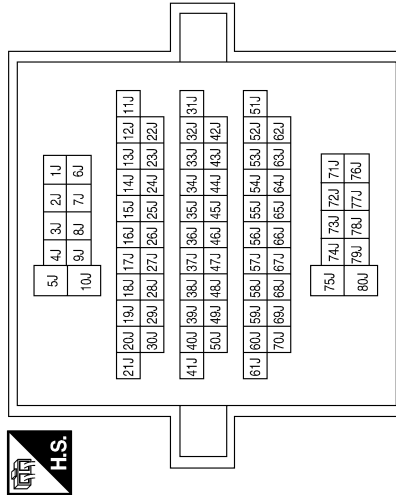 H.S.
5J 4J 3J 2J 1J
10J 9J 8J 7J 6J
21J 20J 19J 18J 17J 16J 15J 14J 13J 12J 11J
30J 29J 28J 27J 26J 25J 24J 23J 22J
41J 40J 39J 38J 37J 36J 35J 34J 33J 32J 31J
50J 49J 48J 47J 46J 45J 44J 43J 42J
61J 60J 59J 58J 57J 56J 55J 54J 53J 52J 51J
70J 69J 68J 67J 66J 65J 64J 63J 62J
75J 74J 73J 72J 71J
80J 79J 78J 77J 76J